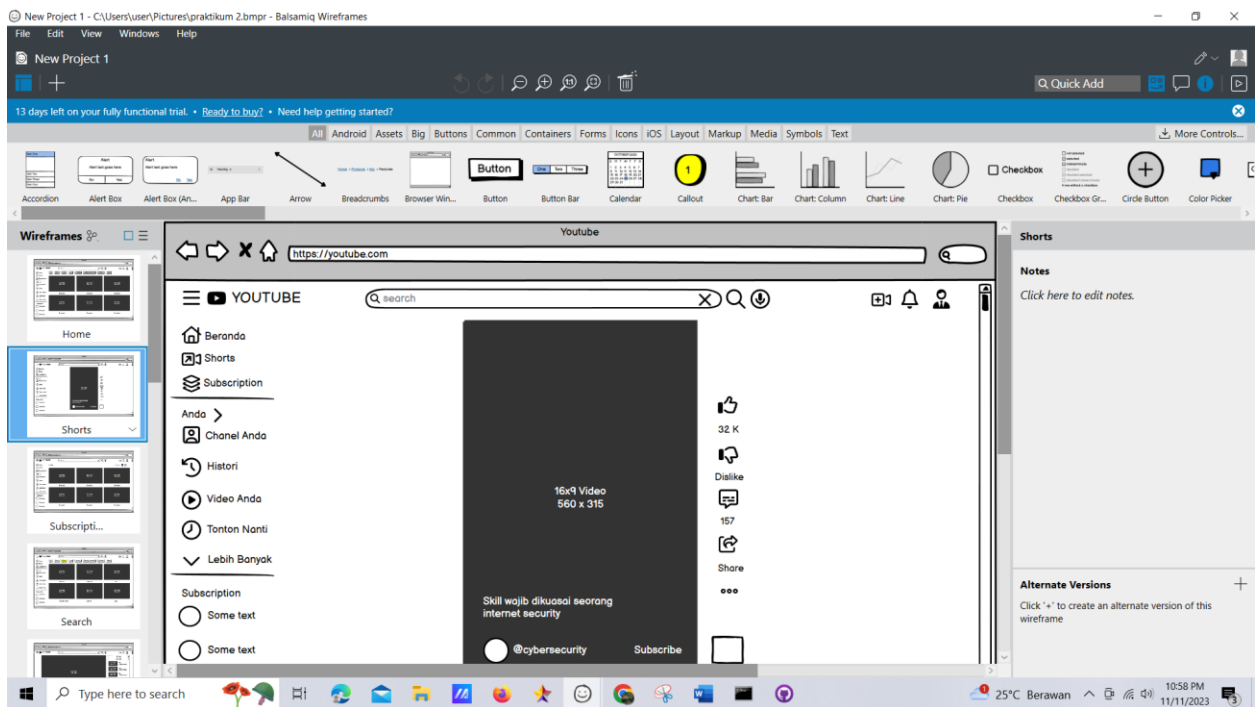 New Project 1 - C:\Users\user\Pictures\praktikum 2.bmpr - Balsamiq Wireframes
File Edit View Windows Help
New Project 1
Quick Add
13 days left on your fully functional trial. • Ready to buy? • Need help getting started?
All Android Assets Big Buttons Common Containers Forms Icons iOS Layout Markup Media Symbols Text
More Controls...
Button
One Two Three
1
Checkbox
Accordion Alert Box Alert Box (An... App Bar Arrow Breadcrumbs Browser Win... Button Button Bar Calendar Callout Chart: Bar Chart: Column Chart: Line Chart: Pie Checkbox Checkbox Gr... Circle Button Color Picker
Wireframes
Home
Shorts
Subscripti...
Search
Youtube
https://youtube.com
YOUTUBE
search
Beranda
Shorts
Subscription
Anda
Chanel Anda
Histori
Video Anda
Tonton Nanti
Lebih Banyak
Subscription
Some text
Some text
16x9 Video
560 x 315
Skill wajib dikuasai seorang
internet security
@cybersecurity Subscribe
32 K
Dislike
157
Share
Shorts
Notes
Click here to edit notes.
Alternate Versions
Click '+' to create an alternate version of this
wireframe
Type here to search
25°C Berawan
10:58 PM
11/11/2023